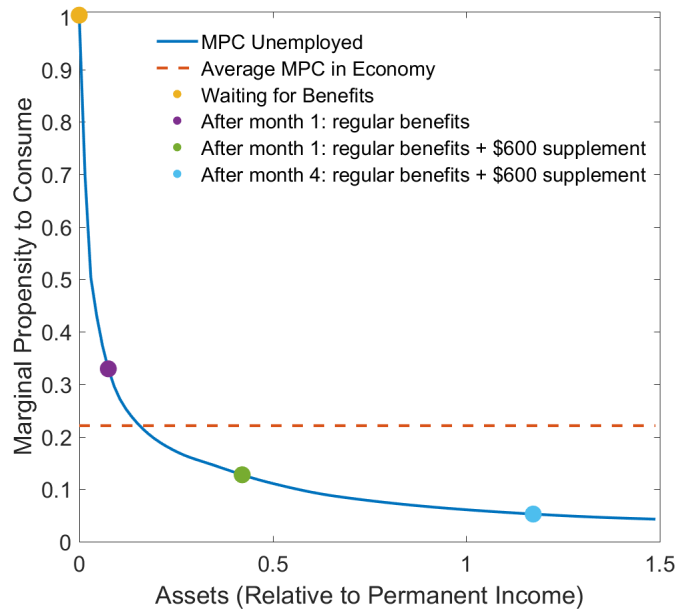 MPC Unemployed
Average MPC in Economy
Waiting for Benefits
After month 1: regular benefits
After month 1: regular benefits + $600 supplement
After month 4: regular benefits + $600 supplement
Marginal Propensity to Consume
1
0.9
0.8
0.7
0.6
0.5
0.4
0.3
0.2
0.1
0
0
0.5
1
1.5
Assets (Relative to Permanent Income)